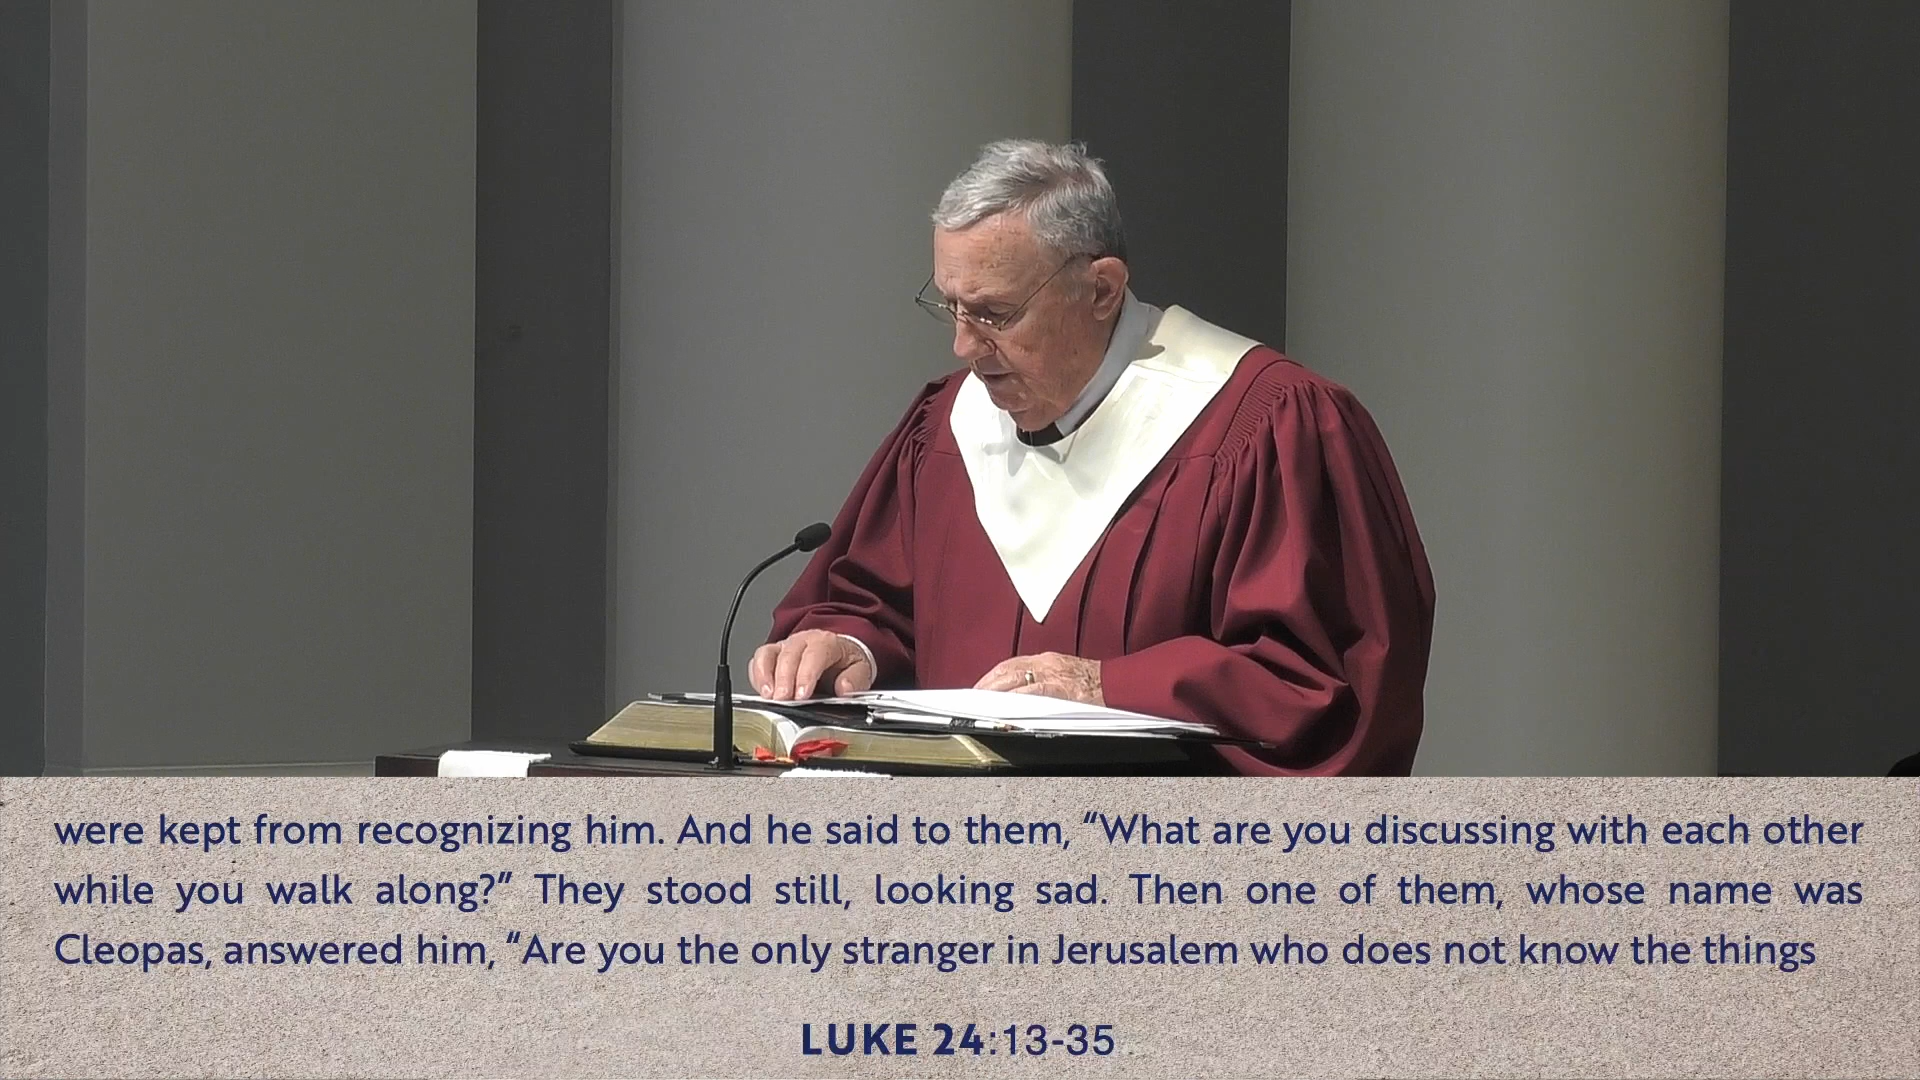 were kept from recognizing him. And he said to them, “What are you discussing with each other
while you walk along?” They stood still, looking sad. Then one of them, whose name was
Cleopas, answered him, “Are you the only stranger in Jerusalem who does not know the things
LUKE 24:13-35